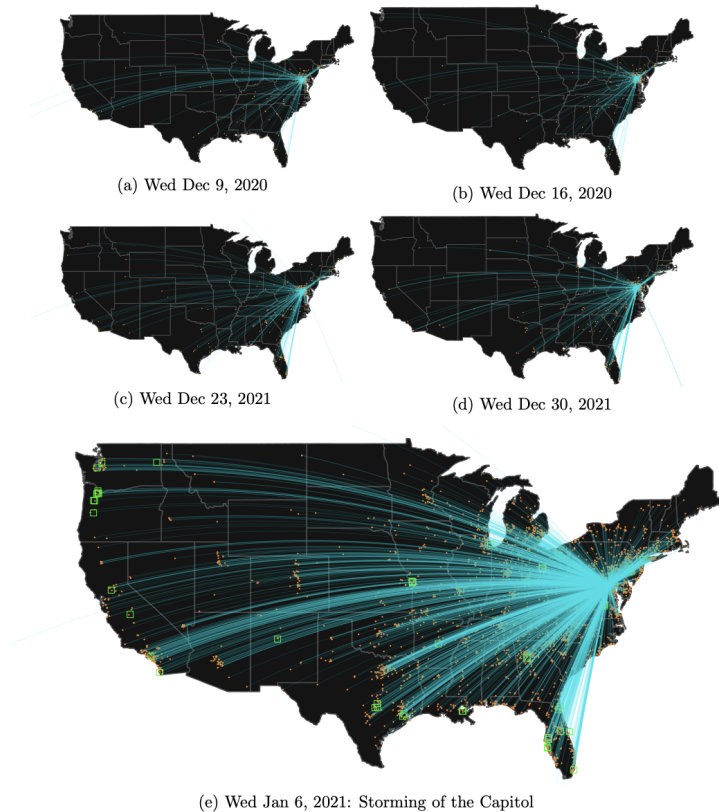 (a) Wed Dec 9, 2020
(b) Wed Dec 16, 2020
(c) Wed Dec 23, 2021
(d) Wed Dec 30, 2021
(e) Wed Jan 6, 2021: Storming of the Capitol